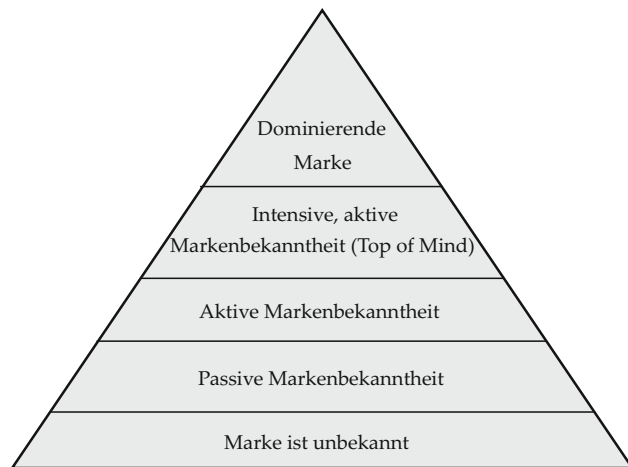 Dominierende
Marke
Intensive, aktive
Markenbekanntheit (Top of Mind)
Aktive Markenbekanntheit
Passive Markenbekanntheit
Marke ist unbekannt